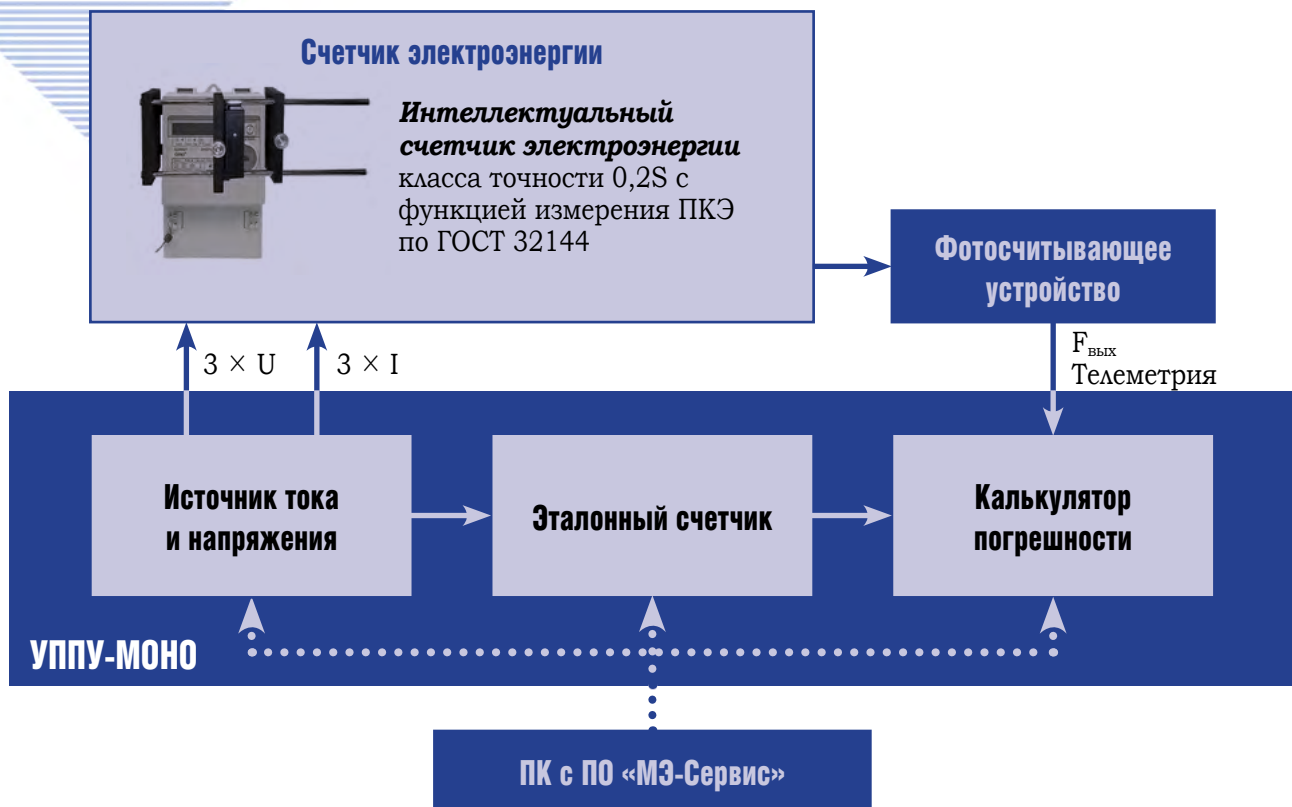 Счетчик электроэнергии
Интеллектуальный
счетчик электроэнергии
класса точности 0,2S с
функцией измерения ПКЭ
по ГОСТ 32144
Фотосчитывающее
устройство
3 × U
3 × I
Fвых
Телеметрия
Источник тока
и напряжения
Эталонный счетчик
Калькулятор
погрешности
УППУ-МОНО
ПК с ПО «МЭ-Сервис»